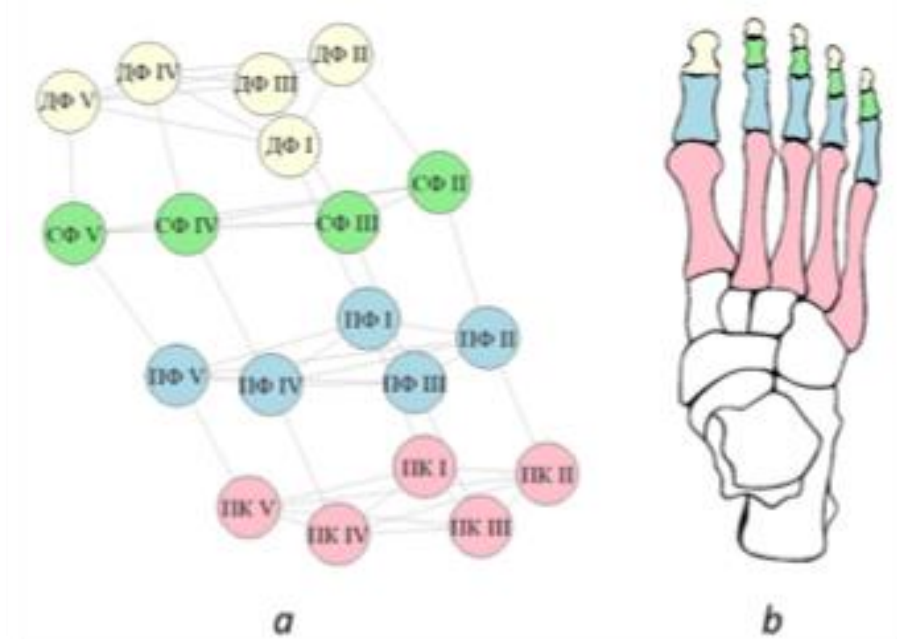 ДФ II
ДФ IV
ДФ III
ДФ V
ДФ I
СФ II
СФ III
СФ IV
СФ V
ПФ I
ПФ II
ПФ V
ПФ IV
ПФ III
ПК I
ПК II
ПК V
ПК IV
ПК III
a
b